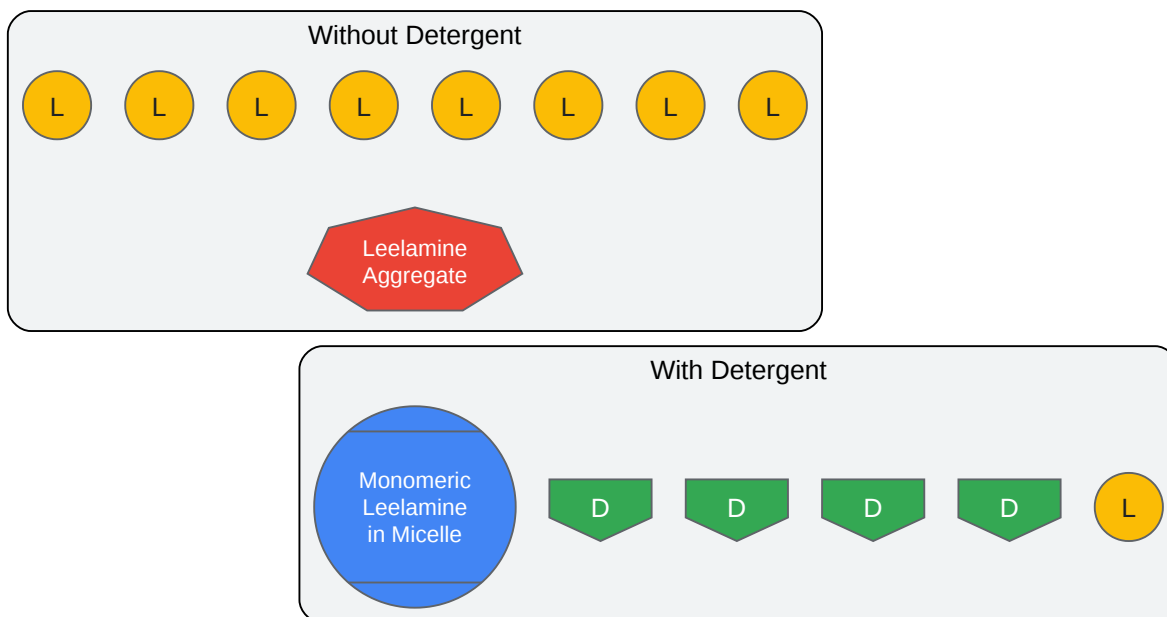 Without Detergent
L L L L L L L L
Leelamine
Aggregate
With Detergent
Monomeric
Leelamine
in Micelle
D D D D L